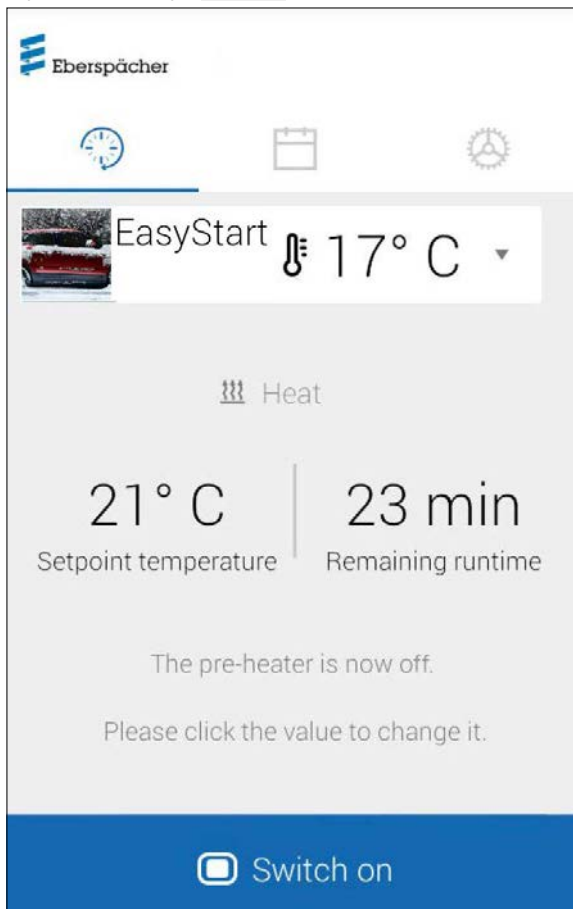 Eberspächer
EasyStart
17° C
Heat
21° C
23 min
Setpoint temperature
Remaining runtime
The pre-heater is now off.
Please click the value to change it.
Switch on